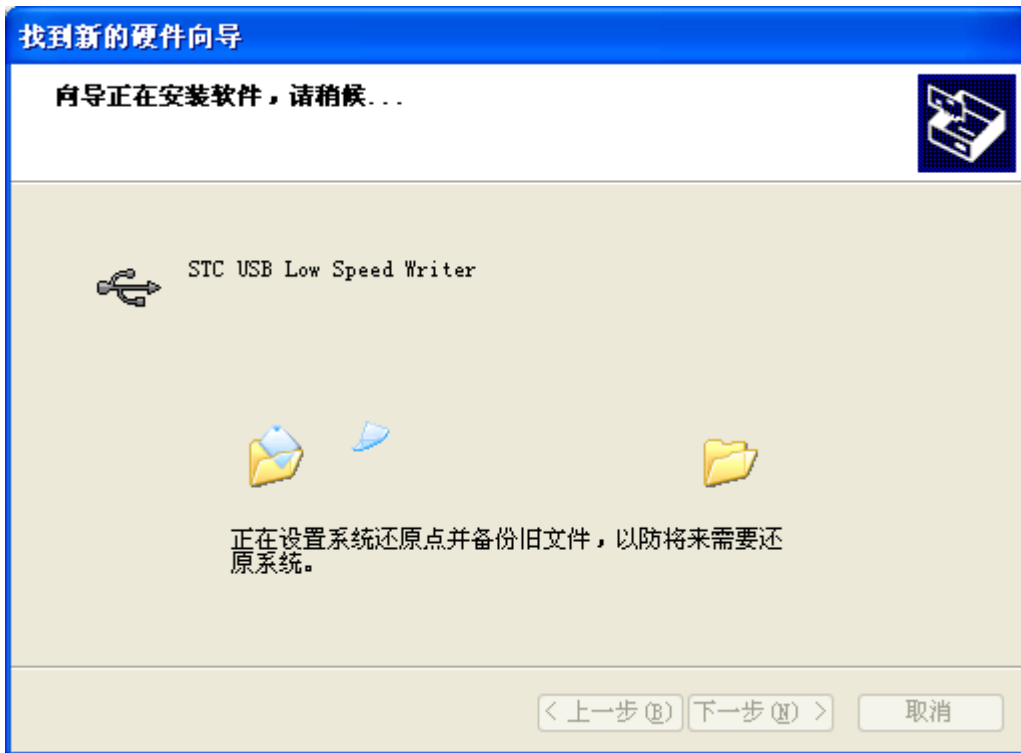 找到新的硬件向导
向导正在安装软件，请稍候...
STC USB Low Speed Writer
正在设置系统还原点并备份旧文件，以防将来需要还
原系统。
< 上一步(B) 下一步(N) > 取消